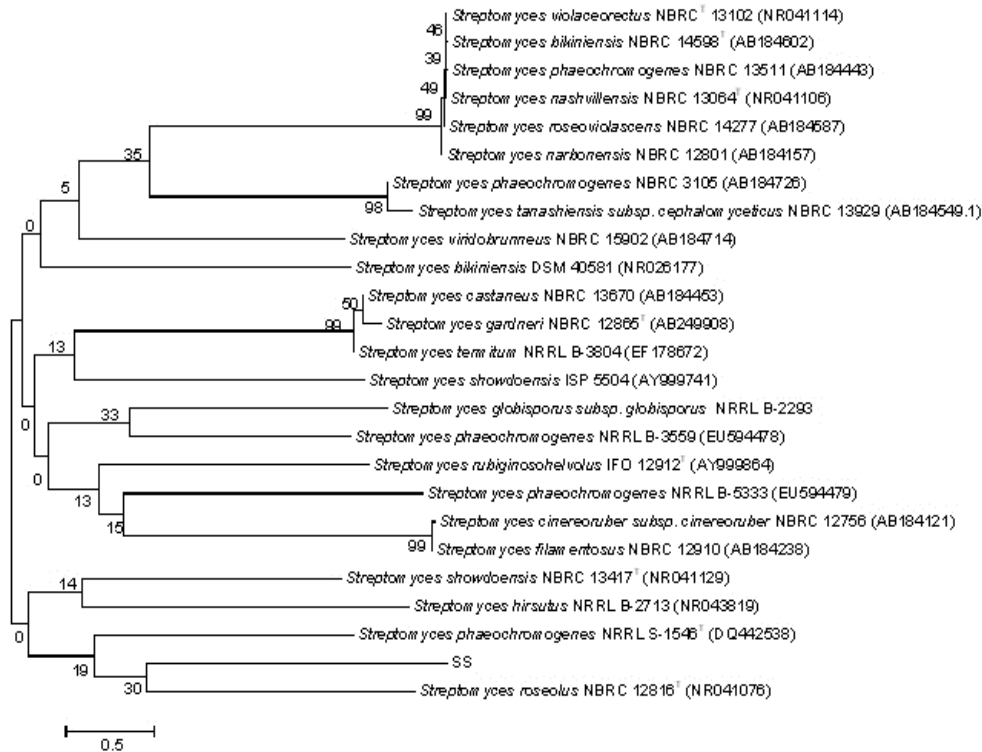 Streptomyces violaceorectus NBRC T 13102 (NR041114)
46
Streptomyces bikiniensis NBRC 14598T (AB184602)
39
Streptomyces phaeochromogenes NBRC 13511 (AB184443)
49
Streptomyces nashvillensis NBRC 13064T (NR041106)
99
Streptomyces roseoviolascens NBRC 14277 (AB184587)
35
Streptomyces narbonensis NBRC 12801 (AB184157)
5
Streptomyces phaeochromogenes NBRC 3105 (AB184726)
98
Streptomyces tanashiensis subsp. cephalomyceticus NBRC 13929 (AB184549.1)
0
Streptomyces viridobrunneus NBRC 15902 (AB184714)
Streptomyces bikiniensis DSM 40581 (NR026177)
Streptomyces castaneus NBRC 13670 (AB184453)
50
Streptomyces gardneri NBRC 12865T (AB249908)
99
13
Streptomyces termitum NRRL B-3804 (EF178672)
Streptomyces showdoensis ISP 5504 (AY999741)
Streptomyces globisporus subsp. globisporus NRRL B-2293
33
0
Streptomyces phaeochromogenes NRRL B-3559 (EU594478)
Streptomyces rubiginosohelvolus IFO 12912T (AY999864)
0
13
Streptomyces phaeochromogenes NRRL B-5333 (EU594479)
15
Streptomyces cinereoruber subsp. cinereoruber NBRC 12756 (AB184121)
99
Streptomyces filamentosus NBRC 12910 (AB184238)
14
Streptomyces showdoensis NBRC 13417T (NR041129)
Streptomyces hirsutus NRRL B-2713 (NR043819)
0
Streptomyces phaeochromogenes NRRL S-1546T (DQ442538)
19
SS
30
Streptomyces roseolus NBRC 12816T (NR041076)
0.5